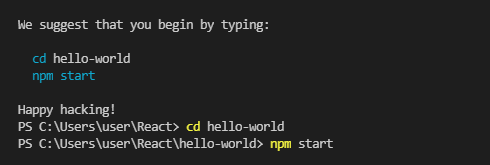 We suggest that you begin by typing:
cd hello-world
npm start
Happy hacking!
PS C:\Users\user\React> cd hello-world
PS C:\Users\user\React\hello-world> npm start